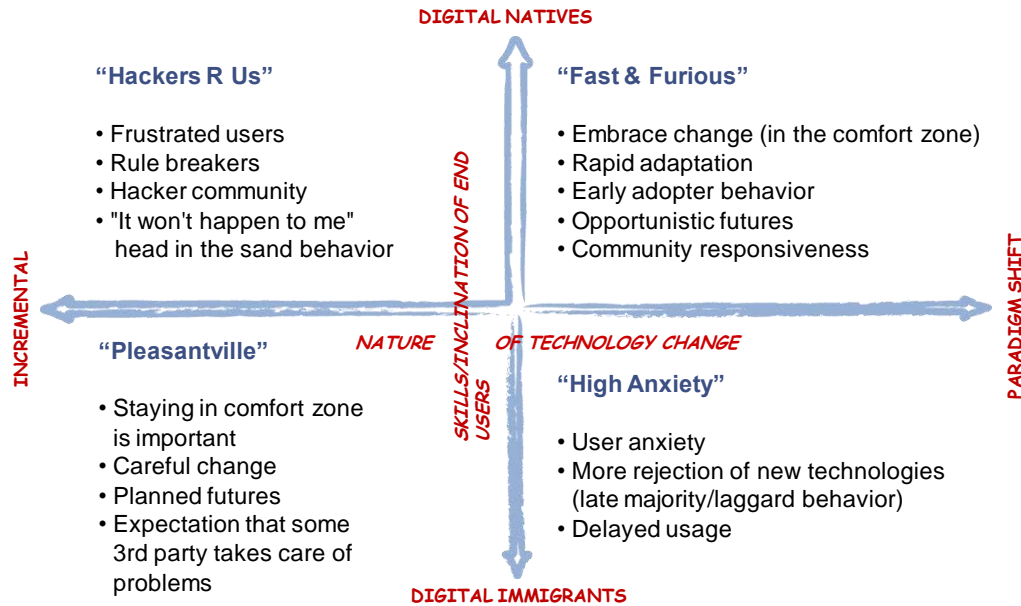 DIGITAL NATIVES
“Hackers R Us”
• Frustrated users
• Rule breakers
• Hacker community
• "It won't happen to me"
head in the sand behavior
“Fast & Furious”
• Embrace change (in the comfort zone)
• Rapid adaptation
• Early adopter behavior
• Opportunistic futures
• Community responsiveness
INCREMENTAL
SKILLS/INCLINATION OF END
USERS
NATURE OF TECHNOLOGY CHANGE
PARADIGM SHIFT
“Pleasantville”
• Staying in comfort zone
is important
• Careful change
• Planned futures
• Expectation that some
3rd party takes care of
problems
“High Anxiety”
• User anxiety
• More rejection of new technologies
(late majority/laggard behavior)
• Delayed usage
DIGITAL IMMIGRANTS